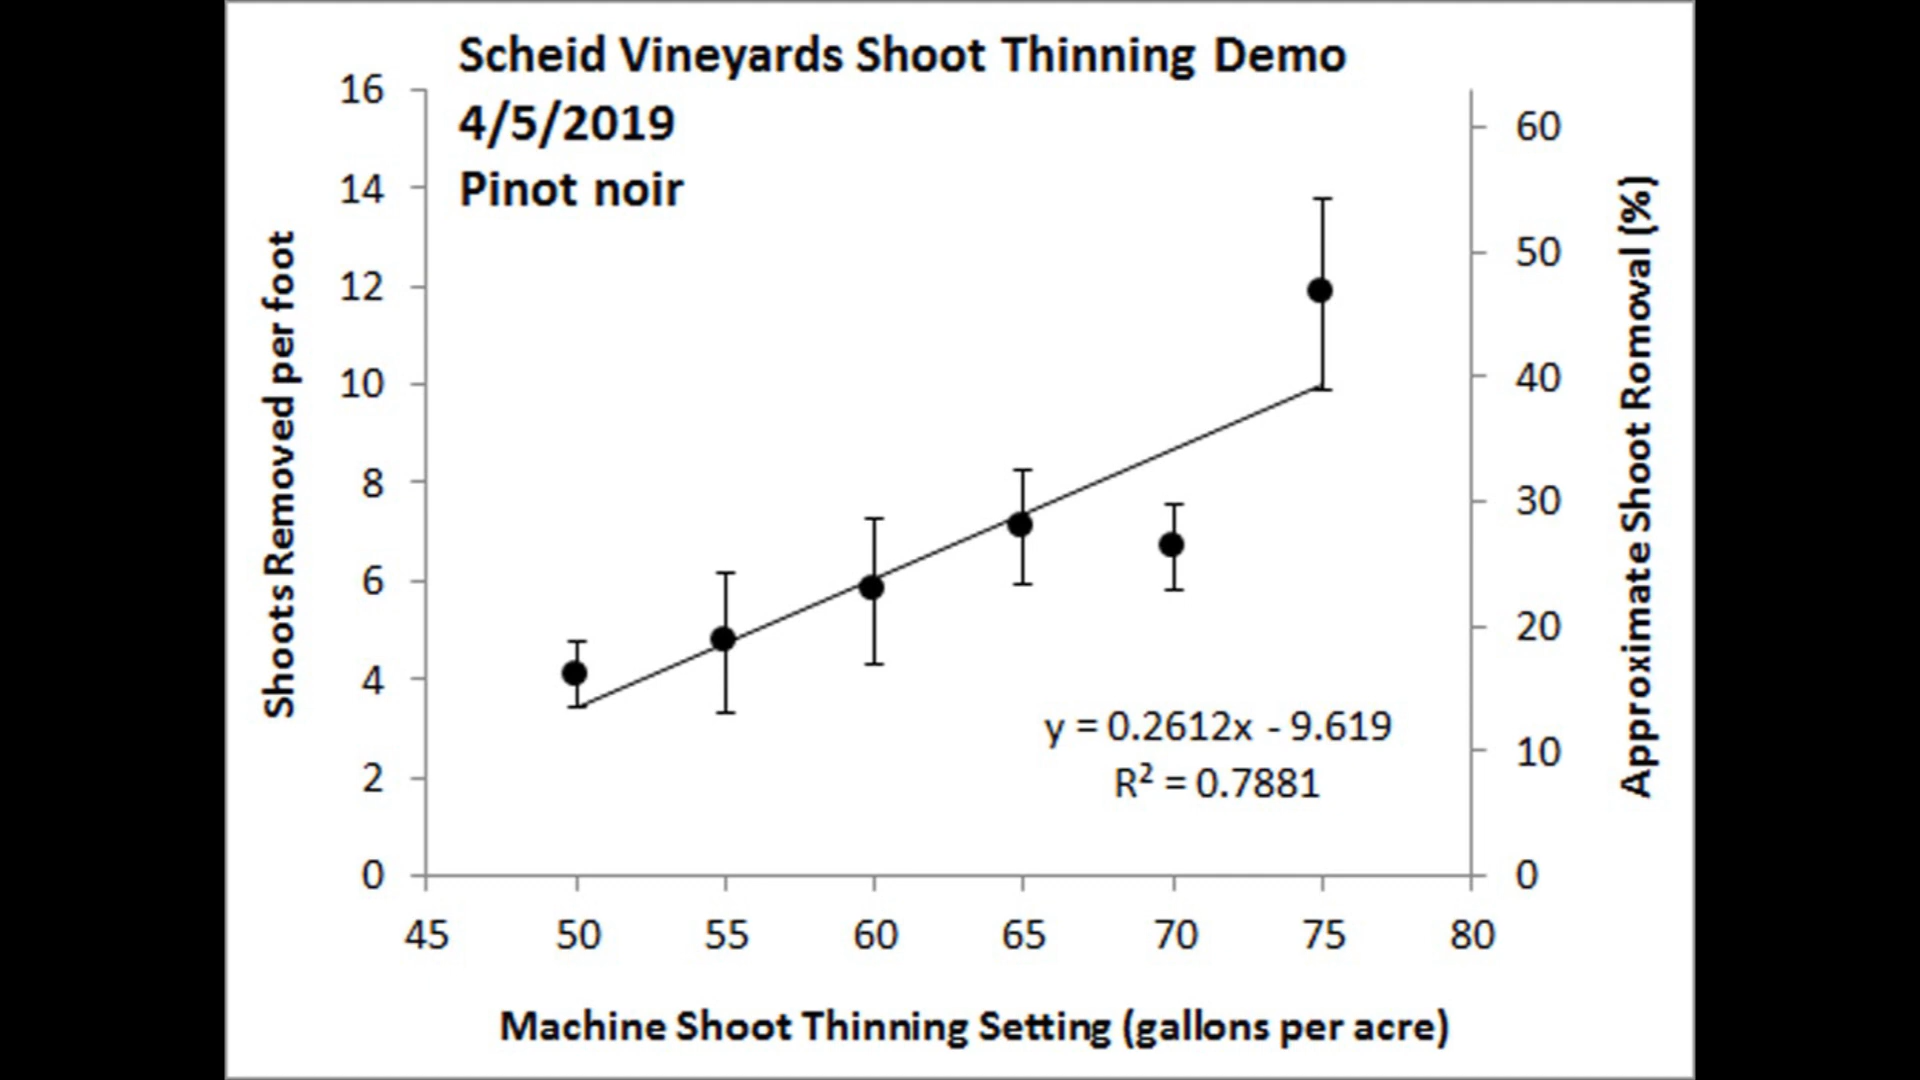 Scheid Vineyards Shoot Thinning Demo
4/5/2019
Pinot noir
16
14
12
10
8
6
4
2
0
Shoots Removed per foot
60
50
40
30
20
10
0
Approximate Shoot Romoval (%)
y = 0.2612x - 9.619
R² = 0.7881
45 50 55 60 65 70 75 80
Machine Shoot Thinning Setting (gallons per acre)